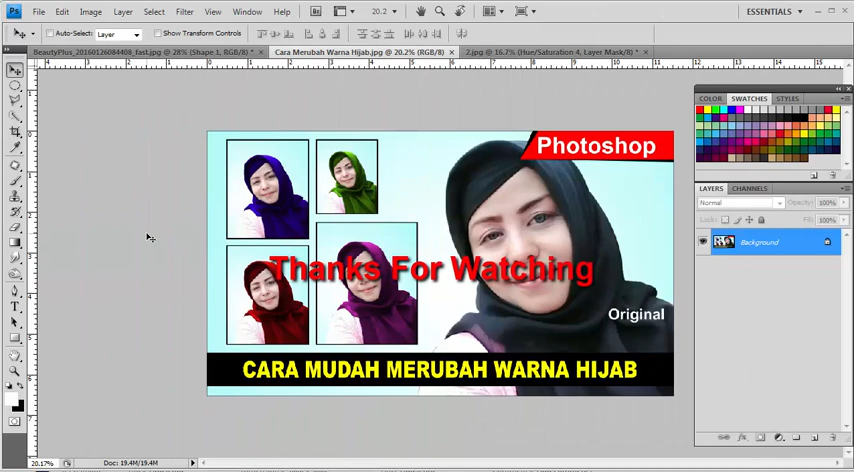 Ps
File Edit Image Layer Select Filter View Window Help
Br
20.2
ESSENTIALS
Auto-Select: Layer Show Transform Controls
BeautyPlus_20160126084408_fast.jpg @ 28% (Shape 1, RGB/8) *
Cara Merubah Warna Hijab.jpg @ 20.2% (RGB/8)
2.jpg @ 16.7% (Hue/Saturation 4, Layer Mask/8) *
COLOR SWATCHES STYLES
LAYERS CHANNELS
Normal Opacity: 100%
Locks: Fill: 100%
Background
Photoshop
Thanks For Watching
Original
CARA MUDAH MERUBAH WARNA HIJAB
20.17% Doc: 19.4M/19.4M